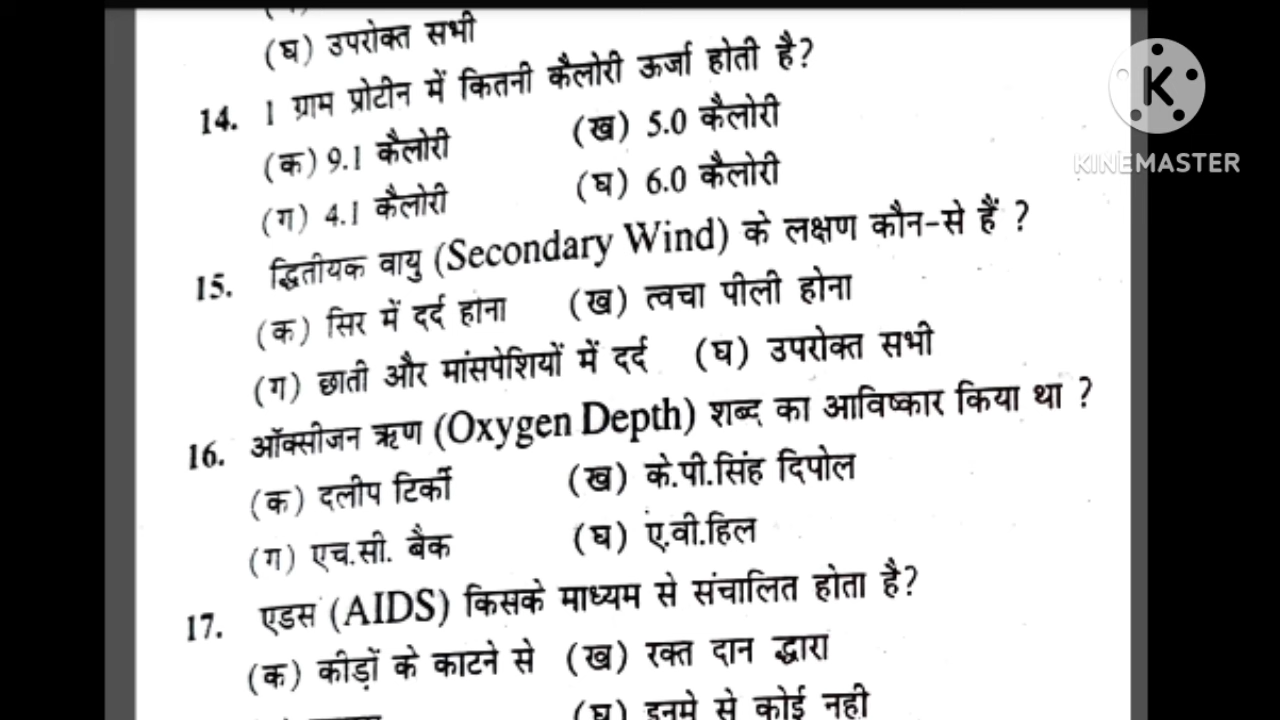 (घ) उपरोक्त सभी
14. 1 ग्राम प्रोटीन में कितनी कैलोरी ऊर्जा होती है?
(क) 9.1 कैलोरी (ख) 5.0 कैलोरी
(ग) 4.1 कैलोरी (घ) 6.0 कैलोरी
15. द्धितीयक वायु (Secondary Wind) के लक्षण कौन-से हैं ?
(क) सिर में दर्द होना (ख) त्वचा पीली होना
(ग) छाती और मांसपेशियों में दर्द (घ) उपरोक्त सभी
16. ऑक्सीजन ऋण (Oxygen Depth) शब्द का आविष्कार किया था ?
(क) दलीप टिर्की (ख) के.पी.सिंह दिपोल
(ग) एच.सी. बैक (घ) ए.वी.हिल
17. एडस (AIDS) किसके माध्यम से संचालित होता है?
(क) कीड़ों के काटने से (ख) रक्त दान द्धारा
(घ) इनमे से कोई नही
K
KINEMASTER